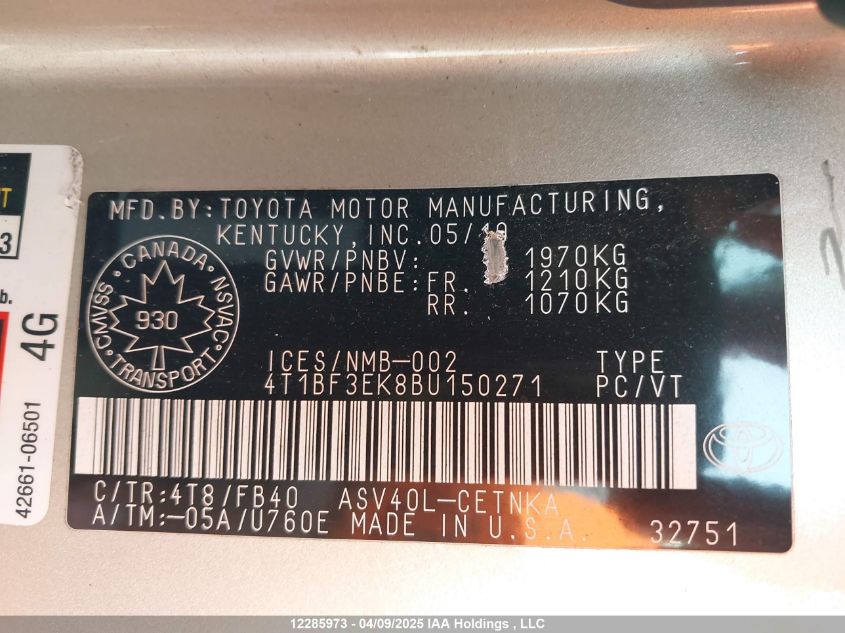 MFD.BY:TOYOTA MOTOR MANUFACTURING,
KENTUCKY,INC.05/10
GVWR/PNBV: 1970KG
GAWR/PNBE:FR. 1210KG
RR. 1070KG
CANADA
CMVSS NSVAC
930
TRANSPORT
ICES/NMB-002 TYPE
4T1BF3EK8BU150271 PC/VT
C/TR:4T8/FB40 ASV40L-CETNKA
A/TM:-05A/U760E MADE IN U.S.A. 32751
3
b.
4G
42661-06501
12285973 - 04/09/2025 IAA Holdings , LLC